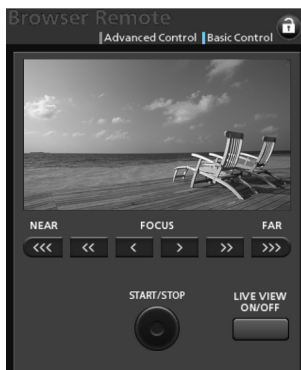 Browser Remote
Advanced Control Basic Control
NEAR FOCUS FAR
<<< << < > >> >>>
START/STOP LIVE VIEW
ON/OFF